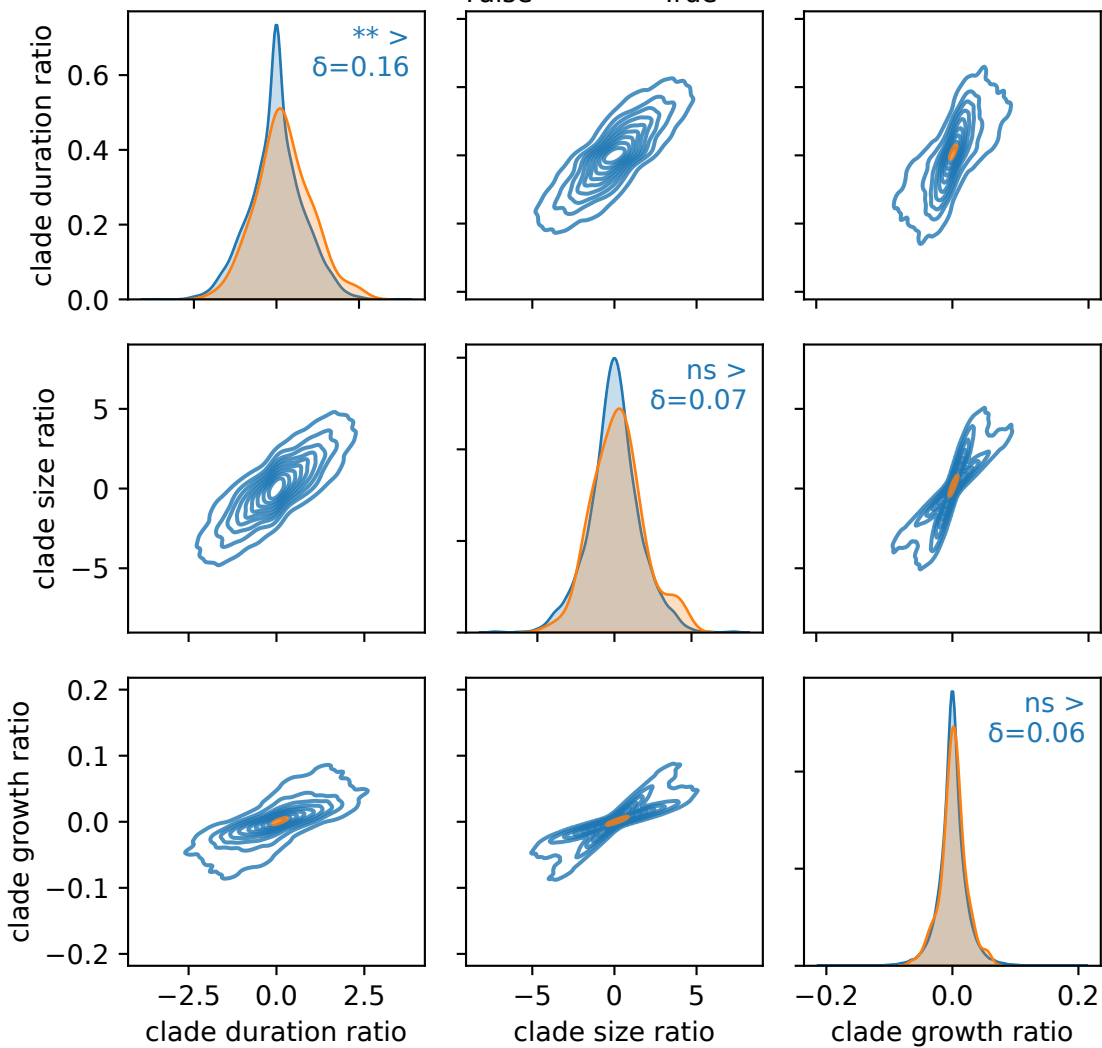 False True
** >
δ=0.16
clade duration ratio
0.6
0.4
0.2
0.0
ns >
δ=0.07
clade size ratio
5
0
−5
ns >
δ=0.06
clade growth ratio
0.2
0.1
0.0
−0.1
−0.2
−2.5 0.0 2.5
−5 0 5
−0.2 0.0 0.2
clade duration ratio
clade size ratio
clade growth ratio